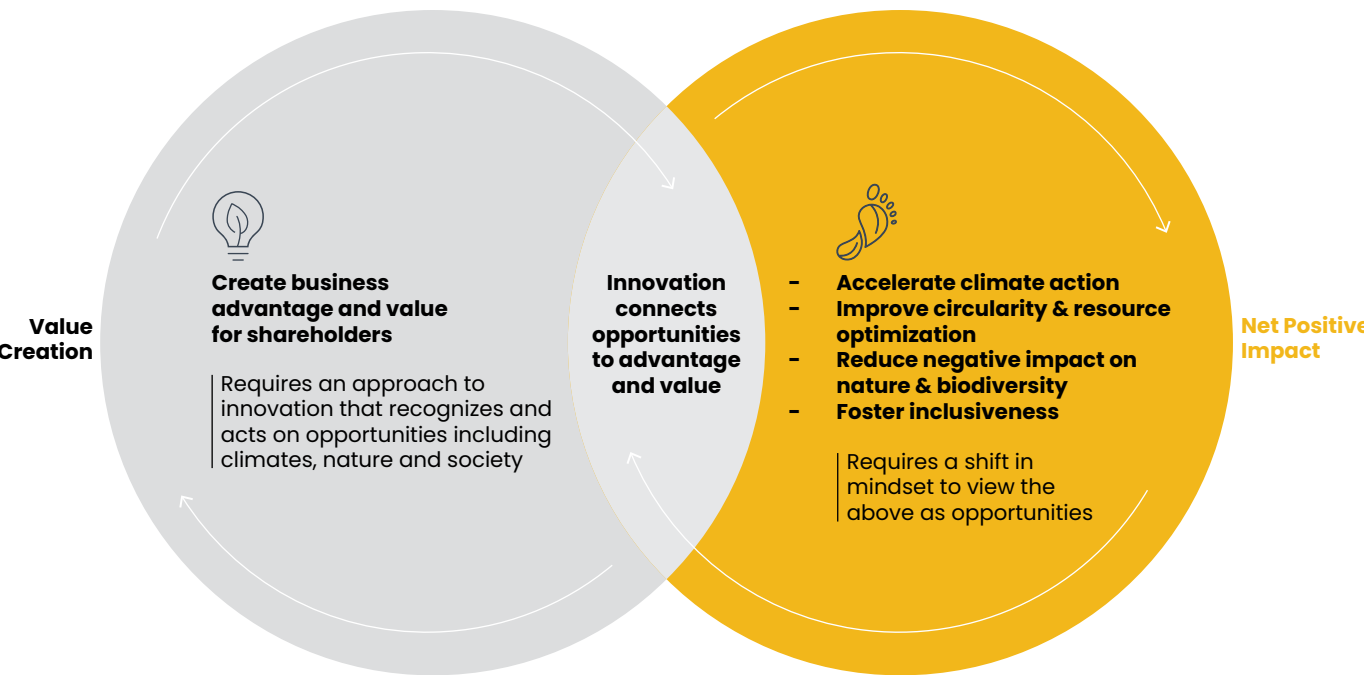 Value
Creation
Create business
advantage and value
for shareholders
Requires an approach to
innovation that recognizes and
acts on opportunities including
climates, nature and society
Innovation
connects
opportunities
to advantage
and value
- Accelerate climate action
- Improve circularity & resource
optimization
- Reduce negative impact on
nature & biodiversity
- Foster inclusiveness
Requires a shift in
mindset to view the
above as opportunities
Net Positive
Impact